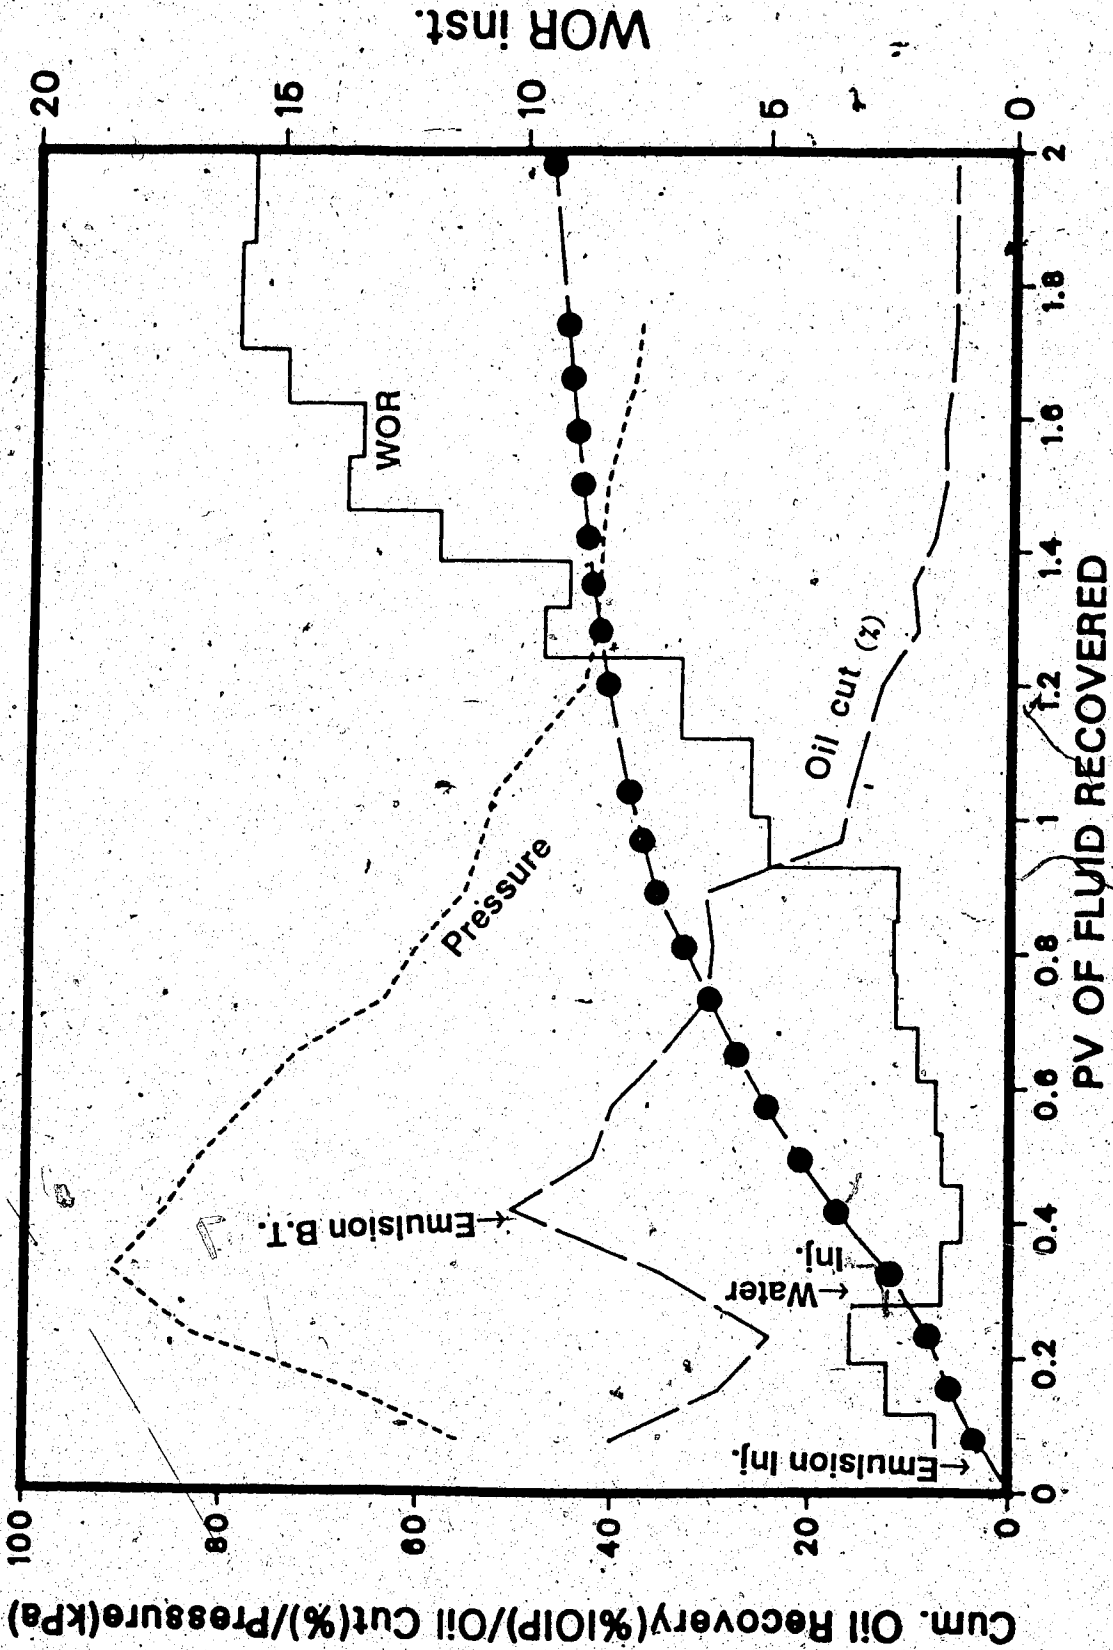 Cum. Oil Recovery(%IOIP)/Oil Cut(%)/Pressure(kPa)
100
80
60
40
20
0
WOR inst.
20
15
10
5
0
WOR
Pressure
Emulsion B.T.
Oil cut (%)
Water
Inj.
Emulsion Inj.
0
0.2
0.4
0.6
0.8
1
1.2
1.4
1.6
1.8
2
PV OF FLUID RECOVERED